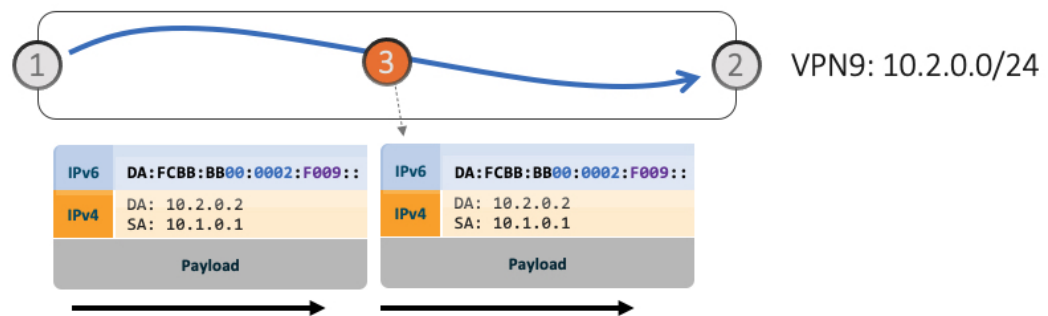 1
3
2
VPN9: 10.2.0.0/24
IPv6
DA:FCBB:BB00:0002:F009::
IPv4
DA: 10.2.0.2
SA: 10.1.0.1
Payload
IPv6
DA:FCBB:BB00:0002:F009::
IPv4
DA: 10.2.0.2
SA: 10.1.0.1
Payload